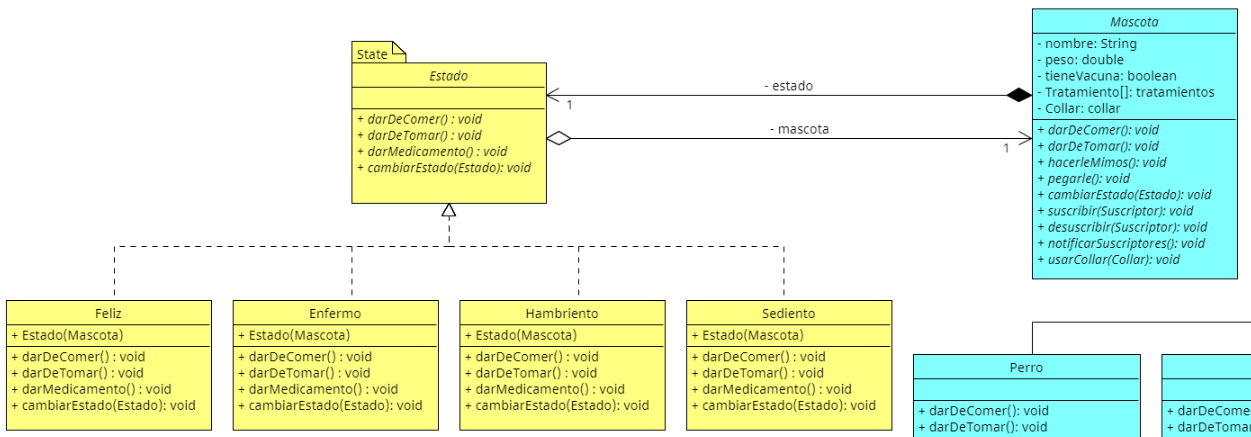 State
Estado
+ darDeComer() : void
+ darDeTomar() : void
+ darMedicamento() : void
+ cambiarEstado(Estado): void
- estado
1
- mascota
1
Mascota
- nombre: String
- peso: double
- tieneVacuna: boolean
- Tratamiento[]: tratamientos
- Collar: collar
+ darDeComer(): void
+ darDeTomar(): void
+ hacerleMimos(): void
+ pegarle(): void
+ cambiarEstado(Estado): void
+ suscribir(Suscriptor): void
+ desuscribir(Suscriptor): void
+ notificarSuscriptores(): void
+ usarCollar(Collar): void
Feliz
+ Estado(Mascota)
+ darDeComer() : void
+ darDeTomar() : void
+ darMedicamento() : void
+ cambiarEstado(Estado): void
Enfermo
+ Estado(Mascota)
+ darDeComer() : void
+ darDeTomar() : void
+ darMedicamento() : void
+ cambiarEstado(Estado): void
Hambriento
+ Estado(Mascota)
+ darDeComer() : void
+ darDeTomar() : void
+ darMedicamento() : void
+ cambiarEstado(Estado): void
Sediento
+ Estado(Mascota)
+ darDeComer() : void
+ darDeTomar() : void
+ darMedicamento() : void
+ cambiarEstado(Estado): void
Perro
+ darDeComer(): void
+ darDeTomar(): void
+ darDeCome
+ darDeTomar